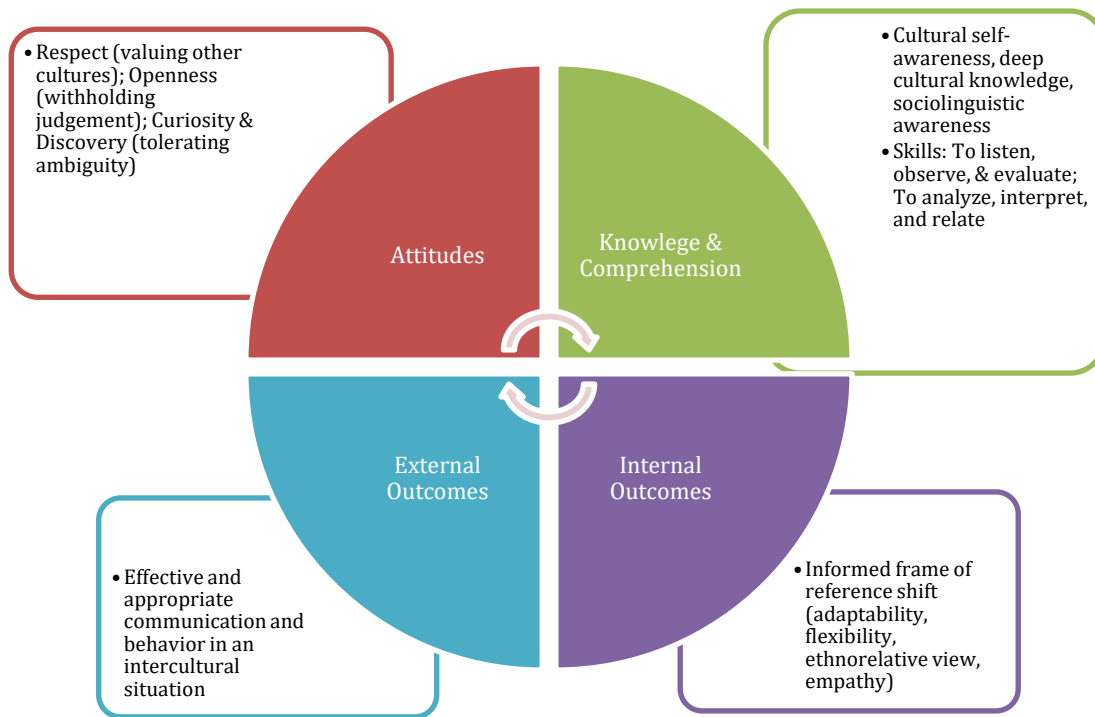 • Respect (valuing other
cultures); Openness
(withholding
judgement); Curiosity &
Discovery (tolerating
ambiguity)
• Cultural self-
awareness, deep
cultural knowledge,
sociolinguistic
awareness
• Skills: To listen,
observe, & evaluate;
To analyze, interpret,
and relate
Attitudes
Knowlege &
Comprehension
External
Outcomes
Internal
Outcomes
• Effective and
appropriate
communication and
behavior in an
intercultural
situation
• Informed frame of
reference shift
(adaptability,
flexibility,
ethnorelative view,
empathy)